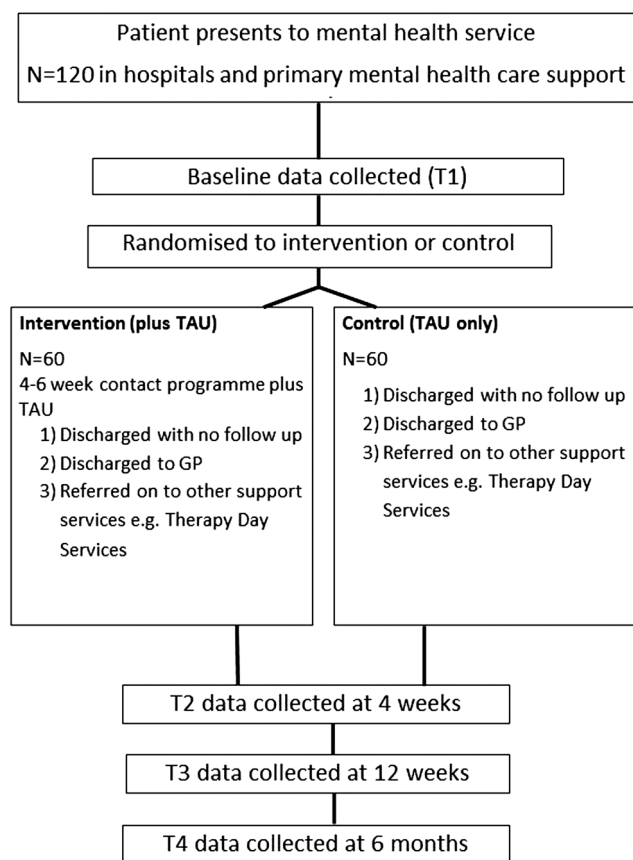 Patient presents to mental health service
N=120 in hospitals and primary mental health care support
Baseline data collected (T1)
Randomised to intervention or control
Intervention (plus TAU)
N=60
4-6 week contact programme plus
TAU
1) Discharged with no follow up
2) Discharged to GP
3) Referred on to other support
services e.g. Therapy Day
Services
Control (TAU only)
N=60
1) Discharged with no follow up
2) Discharged to GP
3) Referred on to other support
services e.g. Therapy Day
Services
T2 data collected at 4 weeks
T3 data collected at 12 weeks
T4 data collected at 6 months